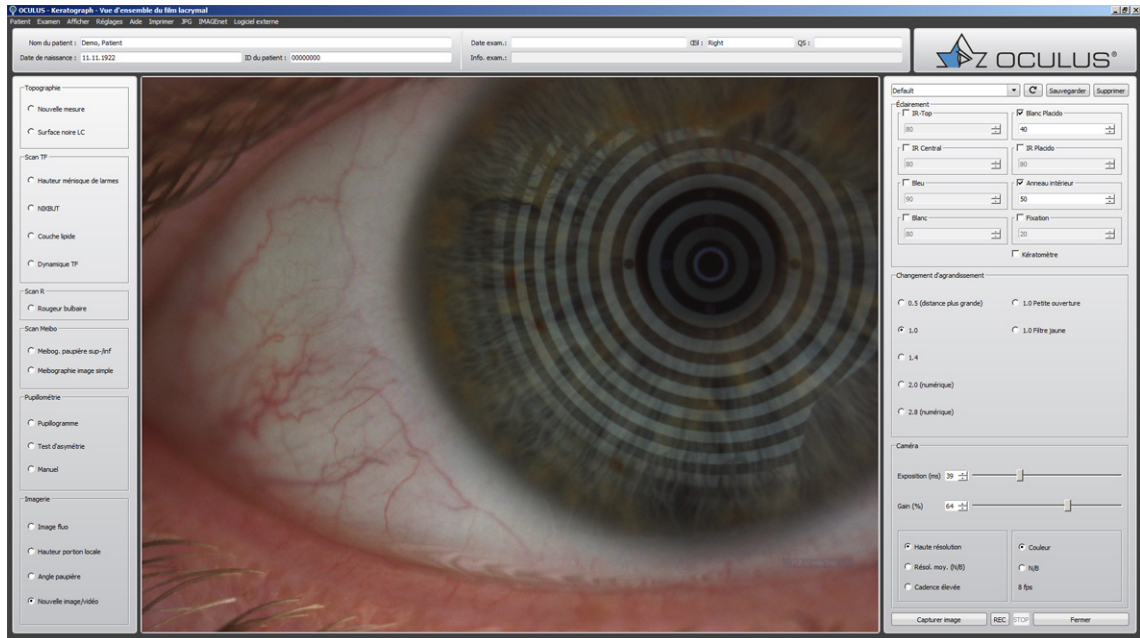 OCULUS - Keratograph - Vue d'ensemble du film lacrymal
Patient Examen Afficher Réglages Aide Imprimer JPG IMAGEnet Logiciel externe
Nom du patient : Demo, Patient
Date de naissance : 11.11.1922 ID du patient : 00000000
Date exam.: Œil : Right QS :
Info. exam.:
OCULUS®
Topographie
Nouvelle mesure
Surface noire LC
Scan TF
Hauteur ménisque de larmes
NIKBUT
Couche lipide
Dynamique TF
Scan R
Rougeur bulbaire
Scan Meibo
Meibog. paupière sup-/inf
Meibographie image simple
Pupillométrie
Pupillogramme
Test d'asymétrie
Manuel
Imagerie
Image fluo
Hauteur portion locale
Angle paupière
Nouvelle image/vidéo
Default Sauvegarder Supprimer
Éclairement
IR-Top Blanc Placido
80 40
IR Central IR Placido
80 80
Bleu Anneau intérieur
90 50
Blanc Fixation
80 20
Kératomètre
Changement d'agrandissement
0.5 (distance plus grande) 1.0 Petite ouverture
1.0 1.0 Filtre jaune
1.4
2.0 (numérique)
2.8 (numérique)
Caméra
Exposition (ms) 39
Gain (%) 64
Haute résolution Couleur
Résol. moy. (N/B) N/B
Cadence élevée 8 fps
Capturer image REC STOP Fermer